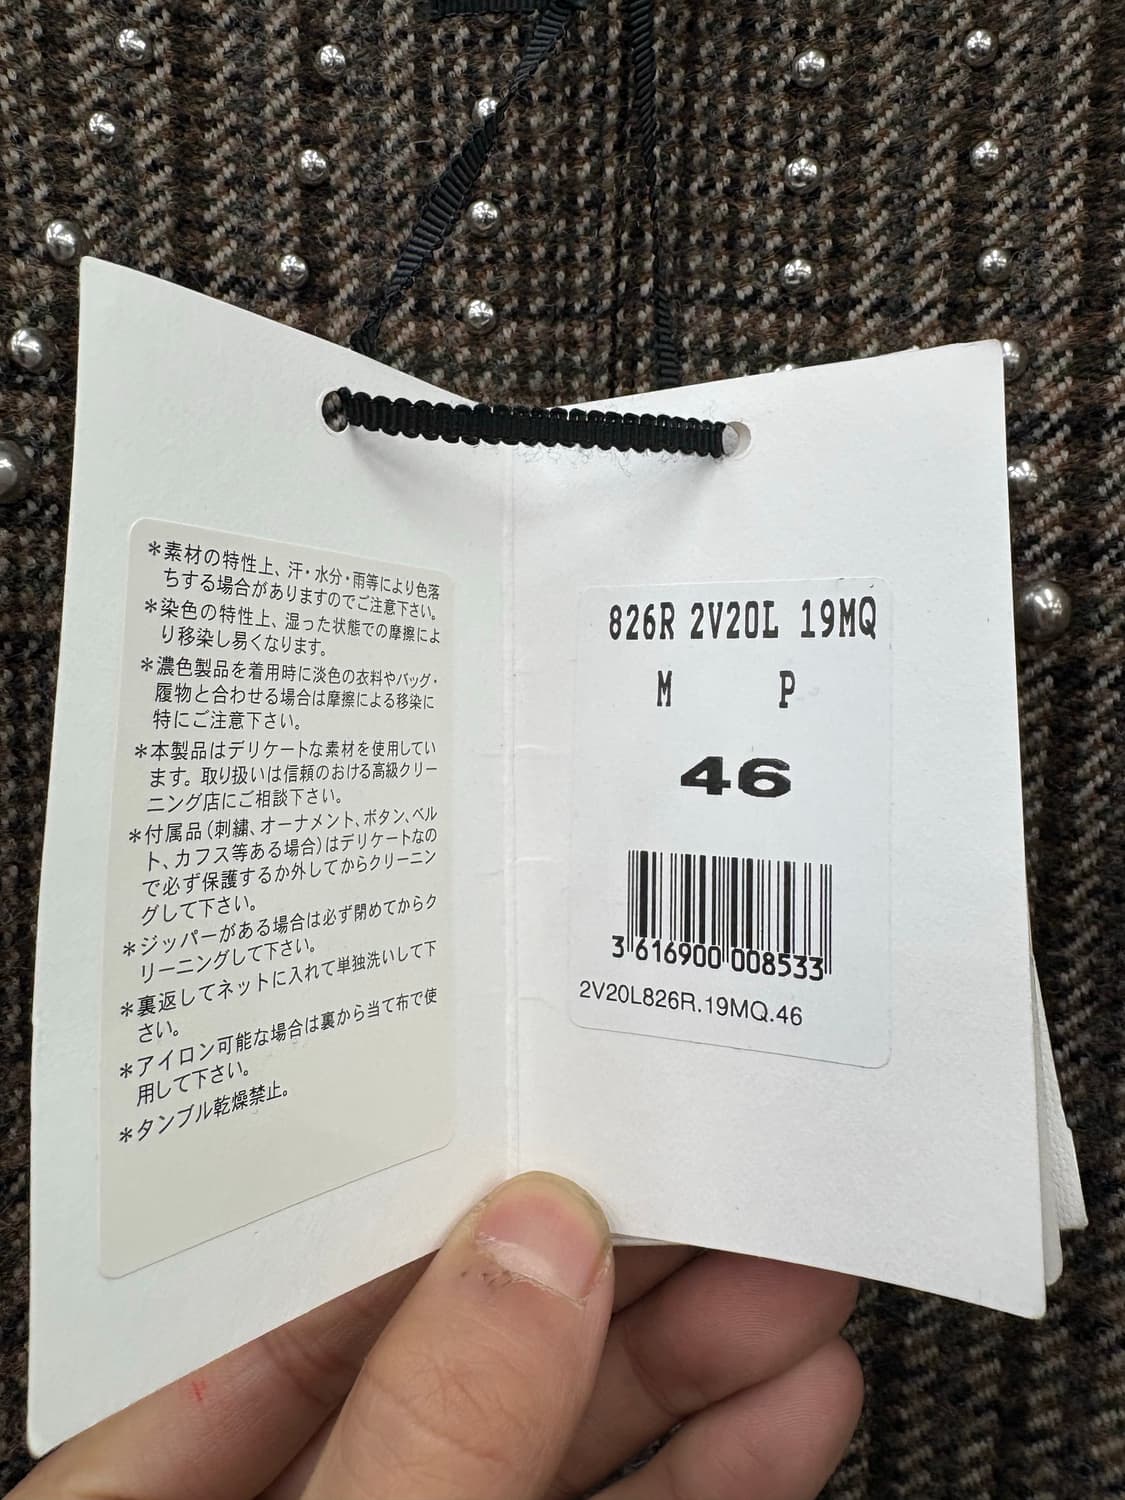 ＊素材の特性上、汗・水分・雨等により色落
ちする場合がありますのでご注意下さい。
＊染色の特性上、湿った状態での摩擦によ
り移染し易くなります。
＊濃色製品を着用時に淡色の衣料やバッグ・
履物と合わせる場合は摩擦による移染に
特にご注意下さい。
＊本製品はデリケートな素材を使用してい
ます。取り扱いは信頼のおける高級クリー
ニング店にご相談下さい。
＊付属品(刺繍、オーナメント、ボタン、ベル
ト、カフス等ある場合)はデリケートなの
で必ず保護するか外してからクリーニン
グして下さい。
＊ジッパーがある場合は必ず閉めてからク
リーニングして下さい。
＊裏返してネットに入れて単独洗いして下
さい。
＊アイロン可能な場合は裏から当て布で使
用して下さい。
＊タンブル乾燥禁止。
826R 2V20L 19MQ
M P
46
3 616900 008533
2V20L826R.19MQ.46